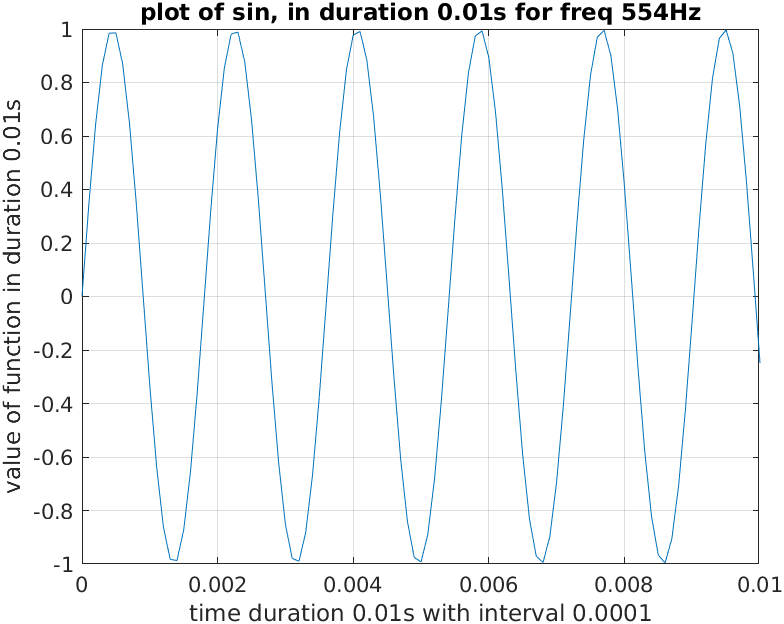 plot of sin, in duration 0.01s for freq 554Hz
value of function in duration 0.01s
1
0.8
0.6
0.4
0.2
0
-0.2
-0.4
-0.6
-0.8
-1
0 0.002 0.004 0.006 0.008 0.01
time duration 0.01s with interval 0.0001